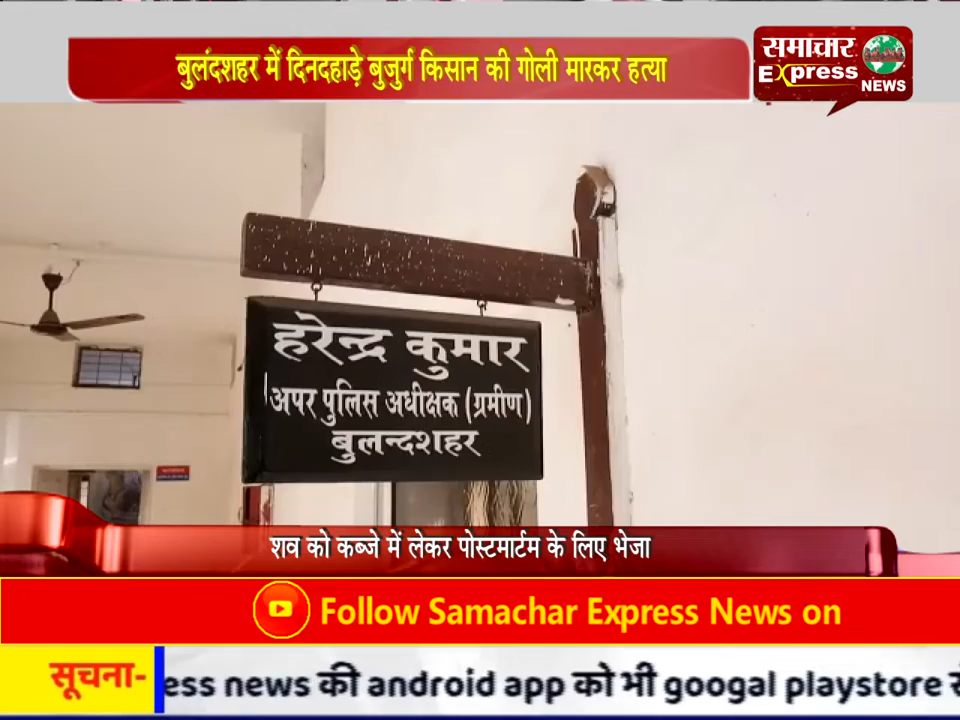 बुलंदशहर में दिनदहाड़े बुजुर्ग किसान की गोली मारकर हत्या
समाचार
Express
NEWS
हरेन्द्र कुमार
अपर पुलिस अधीक्षक (ग्रमीण)
बुलन्दशहर
शव को कब्जे में लेकर पोस्टमार्टम के लिए भेजा
Follow Samachar Express News on
सूचना- ess news की android app को भी googal playstore